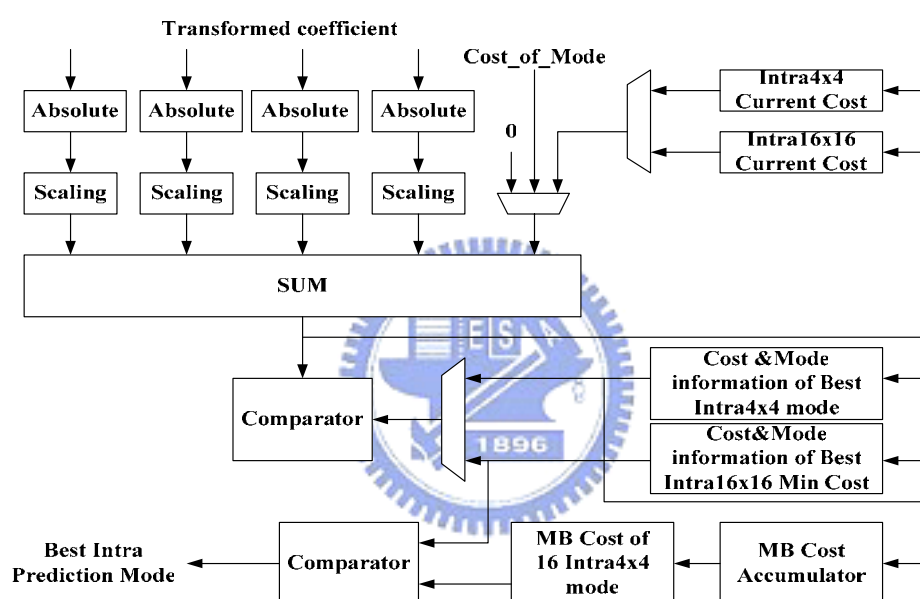 Transformed coefficient
Cost_of_Mode
Absolute
Absolute
Absolute
Absolute
0
Intra4x4
Current Cost
Intra16x16
Current Cost
Scaling
Scaling
Scaling
Scaling
SUM
ESA
Comparator
Cost &Mode
information of Best
Intra4x4 mode
Cost&Mode
information of Best
Intra16x16 Min Cost
1896
Best Intra
Prediction Mode
Comparator
MB Cost of
16 Intra4x4
mode
MB Cost
Accumulator